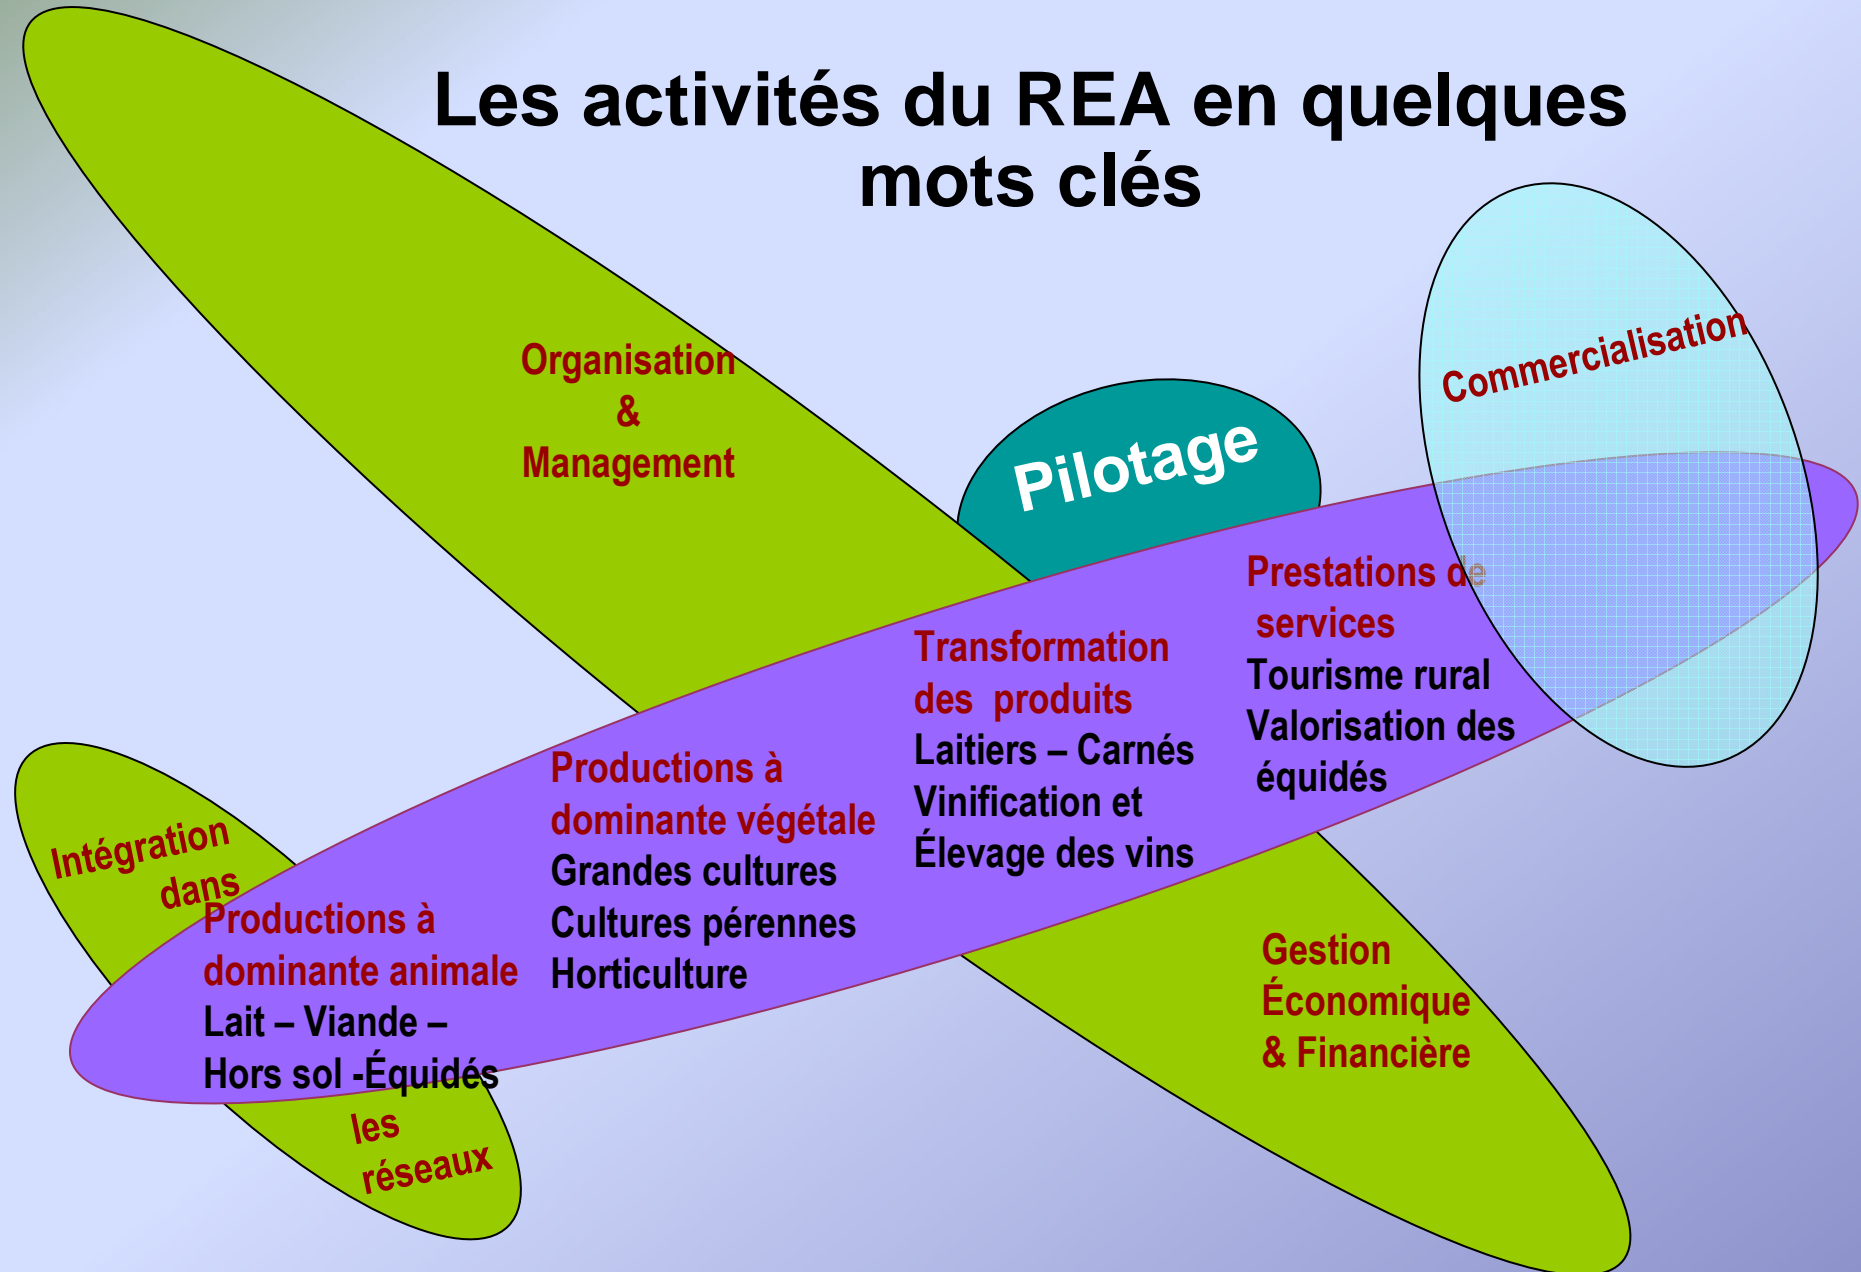 Les activités du REA en quelques
mots clés
Organisation
&
Management
Pilotage
Commercialisation
Prestations de
services
Tourisme rural
Valorisation des
équidés
Transformation
des produits
Laitiers – Carnés
Vinification et
Élevage des vins
Productions à
dominante végétale
Grandes cultures
Cultures pérennes
Horticulture
Intégration
dans
Productions à
dominante animale
Lait – Viande –
Hors sol -Équidés
les
réseaux
Gestion
Économique
& Financière